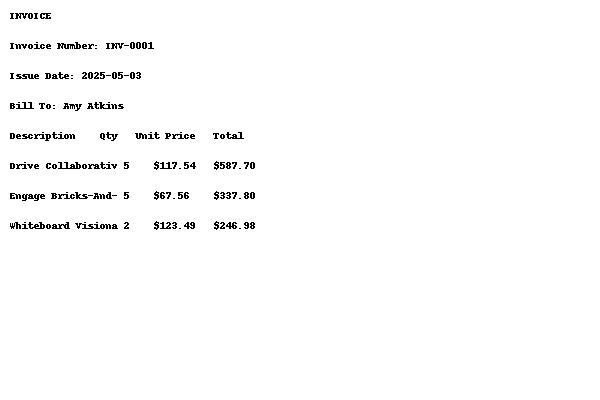 INVOICE
Invoice Number: INV-0001
Issue Date: 2025-05-03
Bill To: Amy Atkins
Description    Qty   Unit Price   Total
Drive Collaborativ 5    $117.54   $587.70
Engage Bricks-And- 5    $67.56    $337.80
Whiteboard Visiona 2    $123.49   $246.98